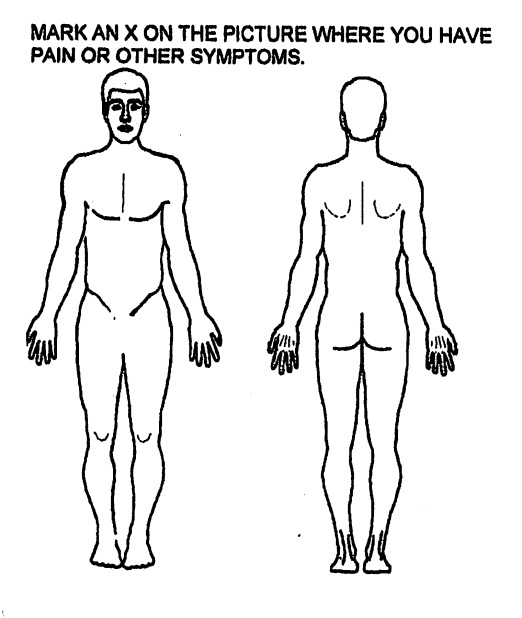 MARK AN X ON THE PICTURE WHERE YOU HAVE
PAIN OR OTHER SYMPTOMS.